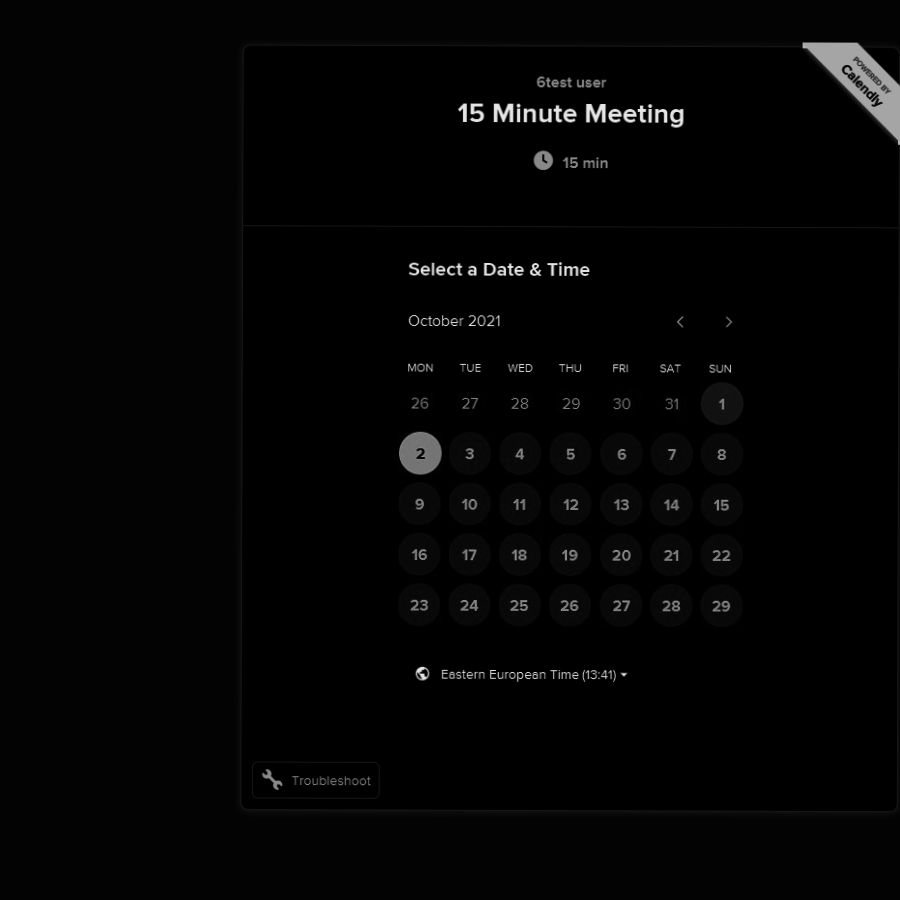 POWERED BY
Calendly
6test user
15 Minute Meeting
15 min
Select a Date & Time
October 2021
MON TUE WED THU FRI SAT SUN
26 27 28 29 30 31 1
2 3 4 5 6 7 8
9 10 11 12 13 14 15
16 17 18 19 20 21 22
23 24 25 26 27 28 29
Eastern European Time (13:41)
Troubleshoot